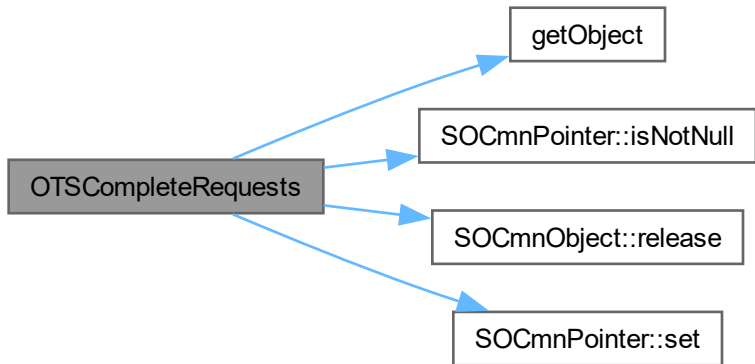 getObject
SOCmnPointer::isNotNull
OTSCompleteRequests
SOCmnObject::release
SOCmnPointer::set